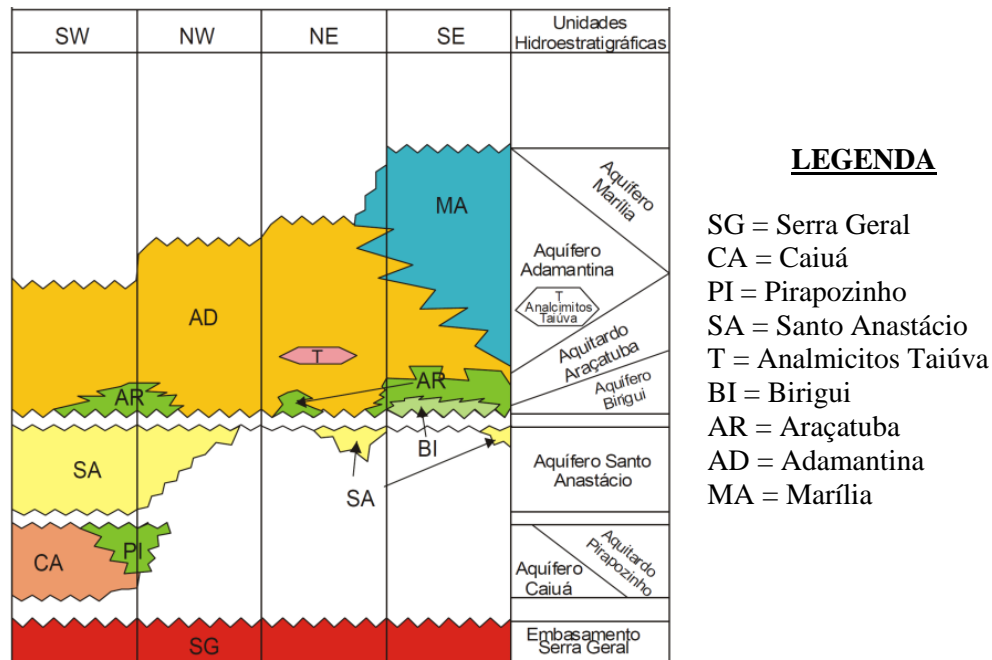 SW NW NE SE Unidades
Hidroestratigráficas
MA
Aquífero
Marília
Aquífero
Adamantina
AD
T
T
Analcimitos
Taiúva
Aquitardo
Araçatuba
AR
AR
Aquífero
Birigui
BI
SA
SA
Aquífero Santo
Anastácio
CA
PI
Aquífero
Caiuá
Aquitardo
Pirapozinho
SG
Embasamento
Serra Geral
LEGENDA
SG = Serra Geral
CA = Caiuá
PI = Pirapozinho
SA = Santo Anastácio
T = Analmicitos Taiúva
BI = Birigui
AR = Araçatuba
AD = Adamantina
MA = Marília